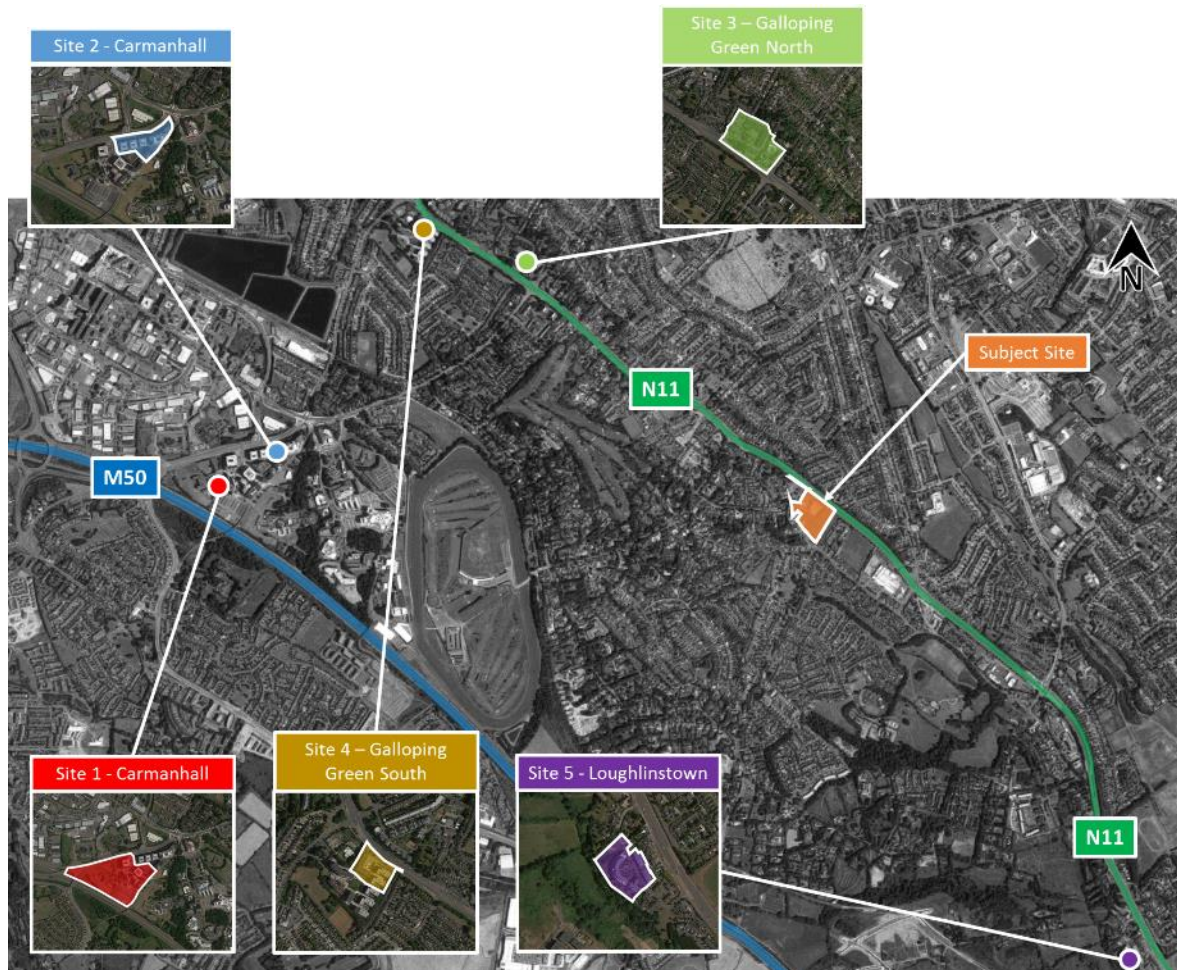 Site 2 - Carmanhall
Site 3 – Galloping
Green North
N
Subject Site
N11
M50
Site 1 - Carmanhall
Site 4 – Galloping
Green South
Site 5 - Loughlinstown
N11